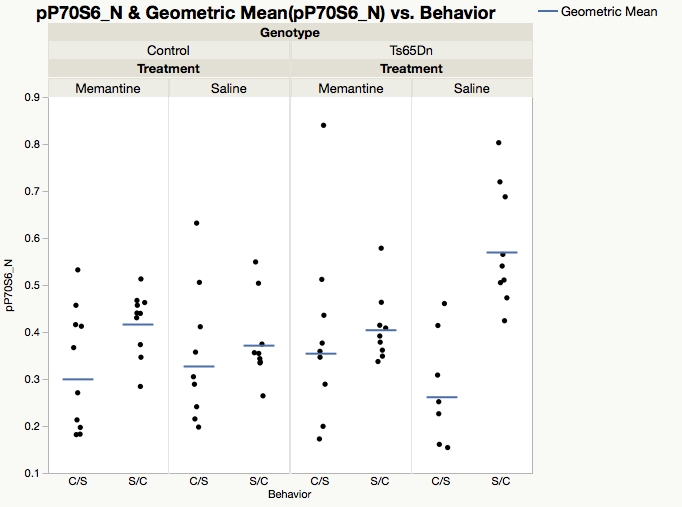 pP70S6_N & Geometric Mean(pP70S6_N) vs. Behavior
Geometric Mean
Genotype
Control Ts65Dn
Treatment Treatment
Memantine Saline Memantine Saline
0.9
0.8
0.7
0.6
0.5
0.4
0.3
0.2
0.1
pP70S6_N
C/S S/C C/S S/C C/S S/C C/S S/C
Behavior